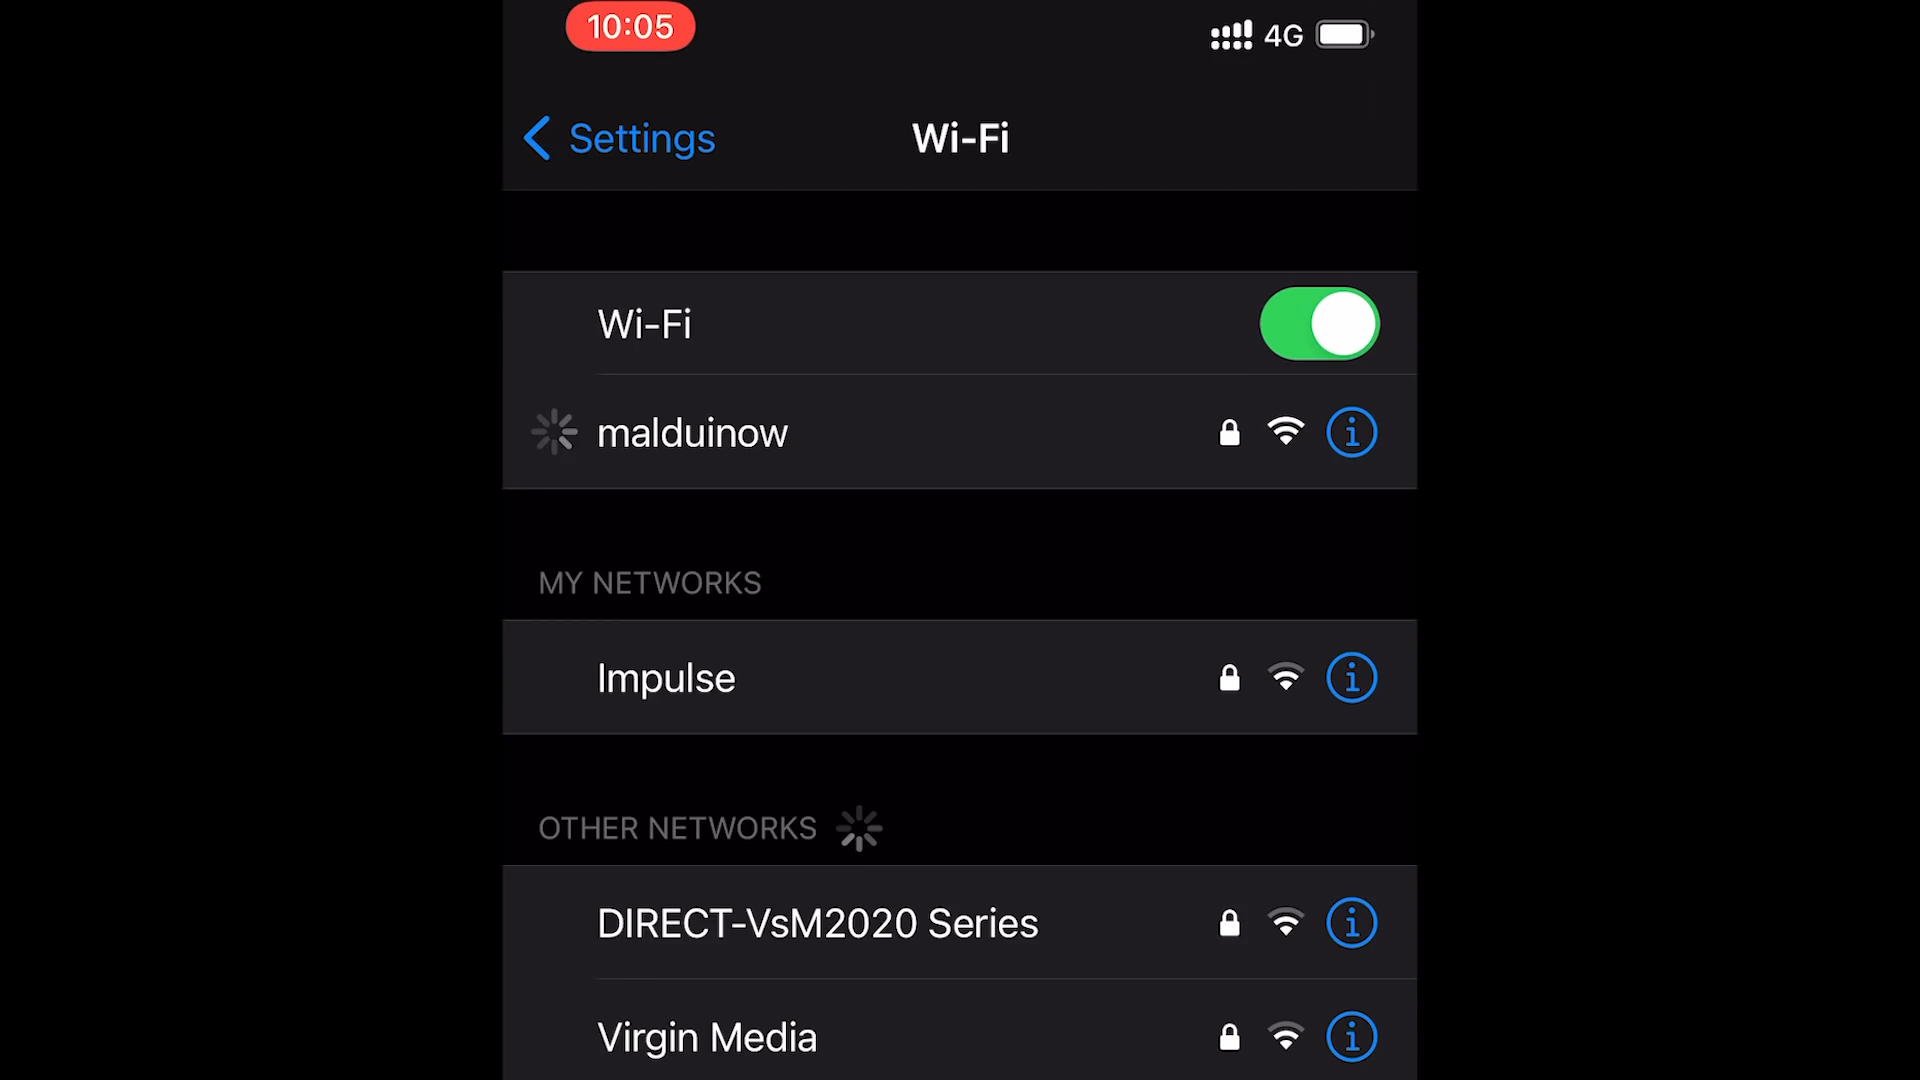 10:05
4G
Settings
Wi-Fi
Wi-Fi
malduinow
MY NETWORKS
Impulse
OTHER NETWORKS
DIRECT-VsM2020 Series
Virgin Media